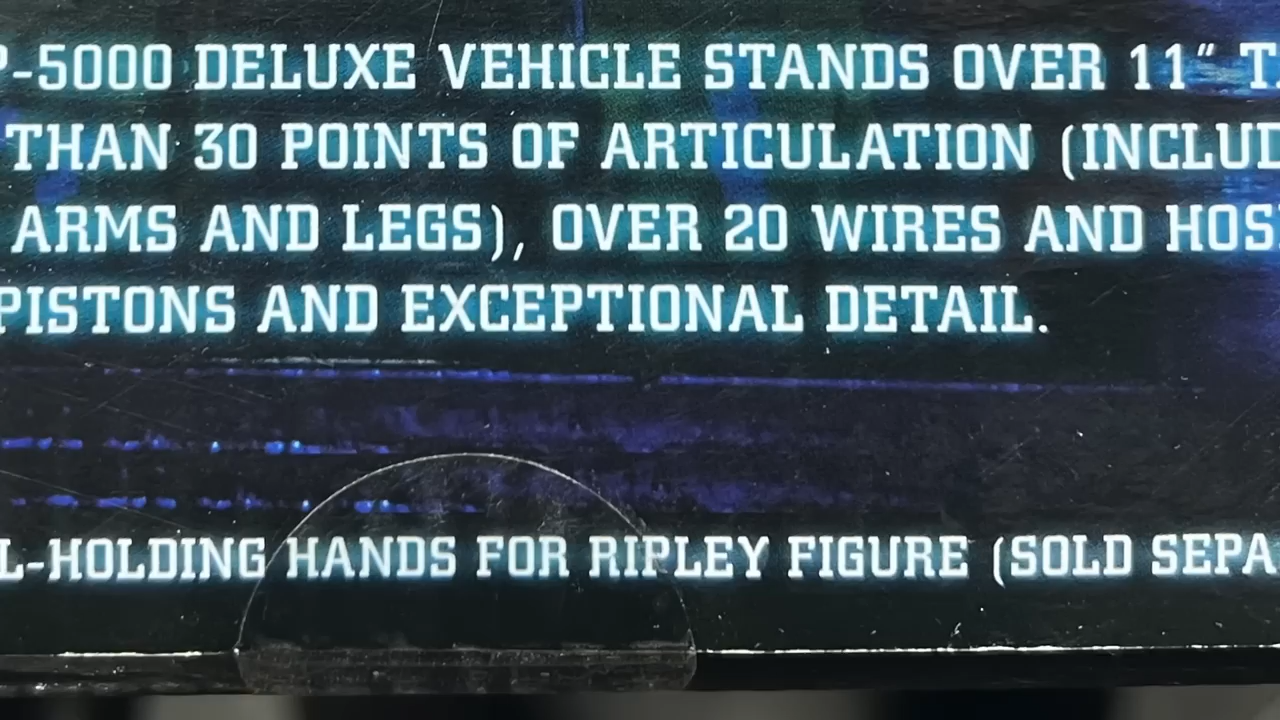 -5000 DELUXE VEHICLE STANDS OVER 11"
THAN 30 POINTS OF ARTICULATION (INCLUD
ARMS AND LEGS), OVER 20 WIRES AND HOS
PISTONS AND EXCEPTIONAL DETAIL.
L-HOLDING HANDS FOR RIPLEY FIGURE (SOLD SEPA